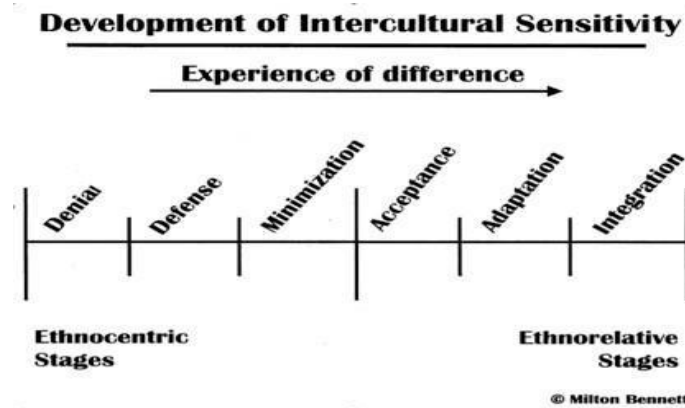 Development of Intercultural Sensitivity
Experience of difference
Denial
Defense
Minimization
Acceptance
Adaptation
Integration
Ethnocentric
Stages
Ethnorelative
Stages
© Milton Bennett